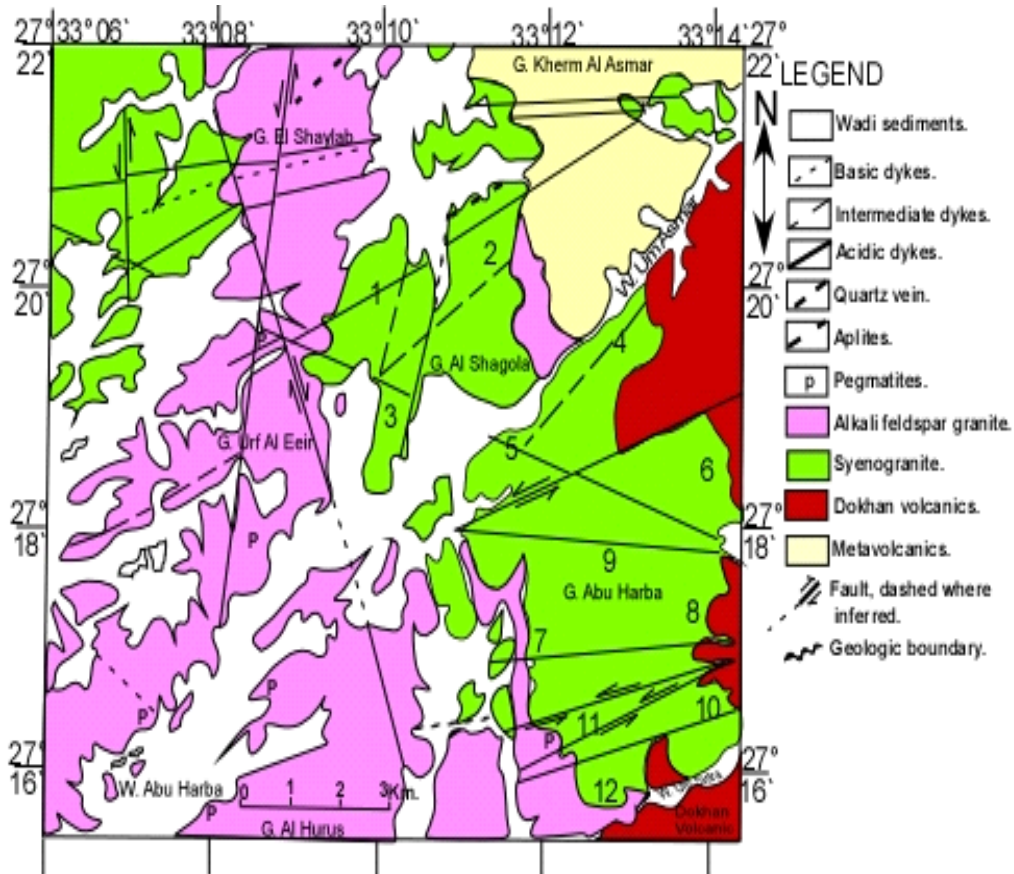 27° 33° 06` 33° 08` 33° 10` 33° 12` 33° 14` 27°
22` 22`
G. Kherm Al Asmar
LEGEND
N
Wadi sediments.
G. El Shaylab
Basic dykes.
Intermediate dykes.
Acidic dykes.
W. Um Asmar
2
27° 27°
20` 20`
1
Quartz vein.
4
Aplites.
P
G. Al Shagola
Pegmatites.
p
3
Alkali feldspar granite.
G. Urf Al Eeir
5
Syenogranite.
6
Dokhan volcanics.
27° 27°
18` 18`
P
Metavolcanics.
9
G. Abu Harba
Fault, dashed where
inferred.
8
7
Geologic boundary.
P
P
10
11
P
27° 27°
16` 16`
W. Abu Harba
0 1 2 3Km.
12
P
G. Al Hurus
Dokhan
Volcanic